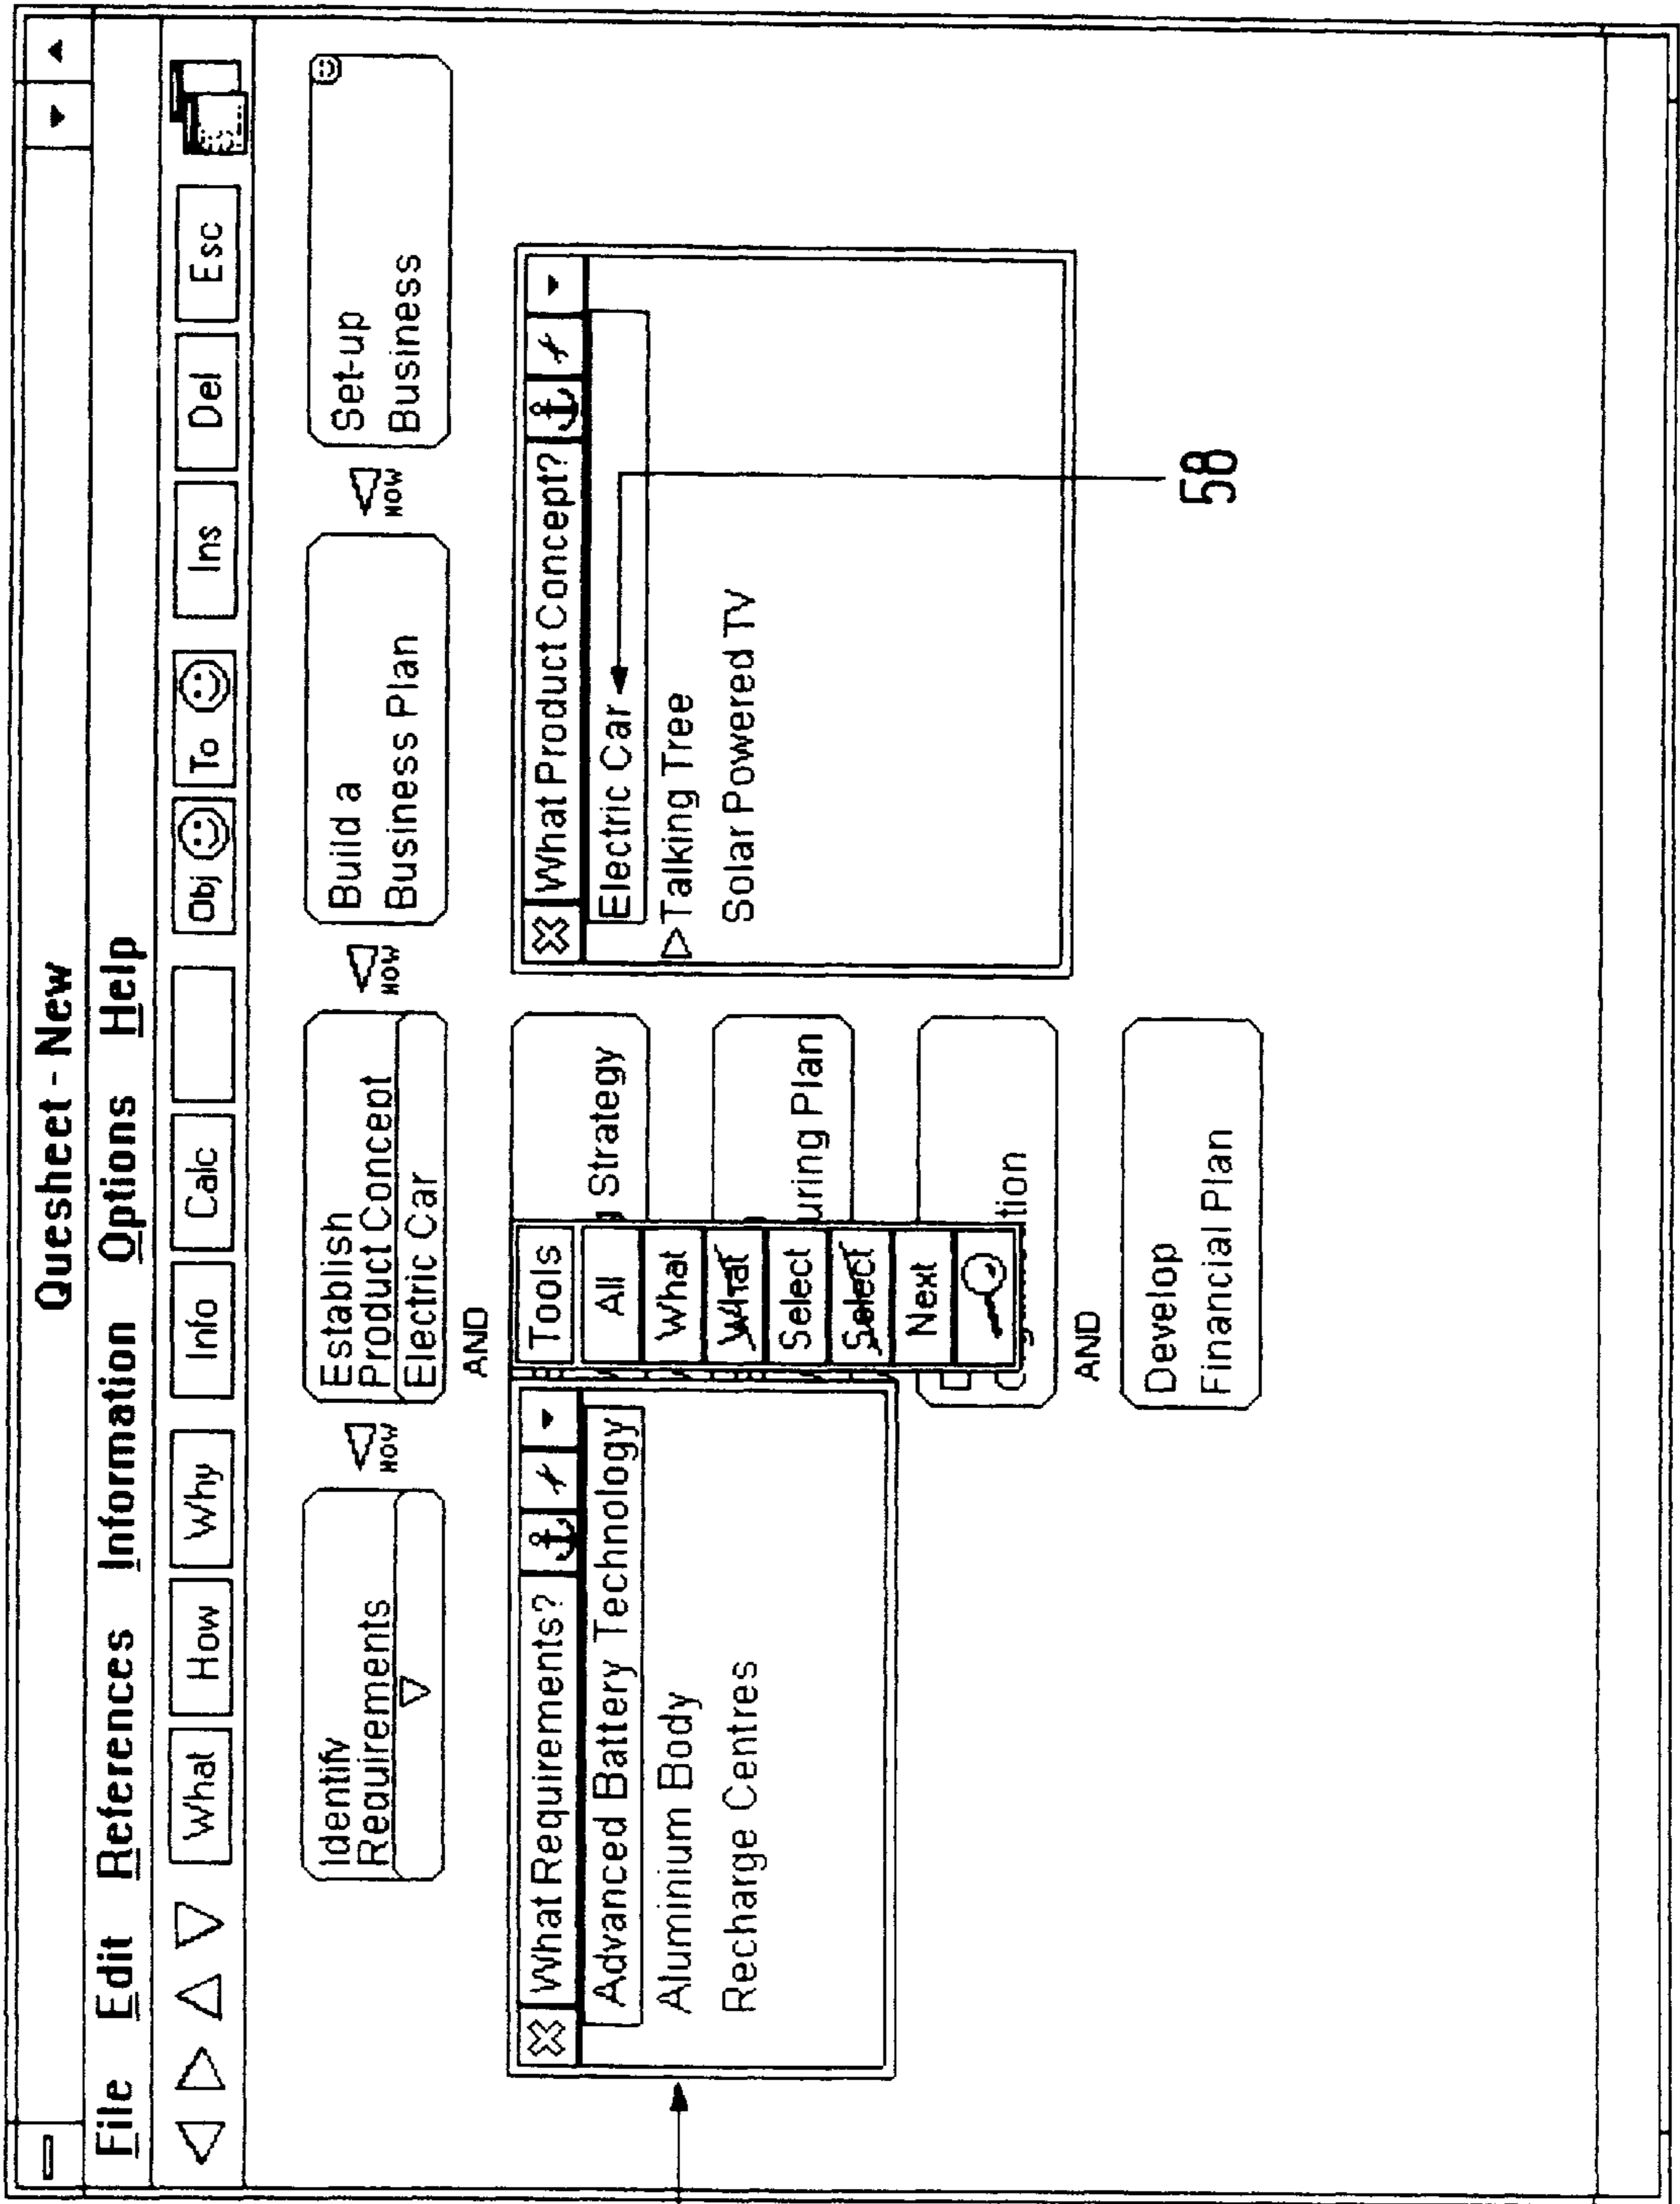 Quesheet - New
File Edit References Information Options Help
What How Why Info Calc Obj To Ins Del Esc
Identify
Requirements
HOW
Establish
Product Concept
Electric Car
HOW
Build a
Business Plan
HOW
Set-up
Business
AND
What Requirements?
Advanced Battery Technology
Aluminium Body
Recharge Centres
Tools
All
What
What
Select
Select
Next
Strategy
uring Plan
tion
AND
Develop
Financial Plan
What Product Concept?
Electric Car
Talking Tree
Solar Powered TV
58